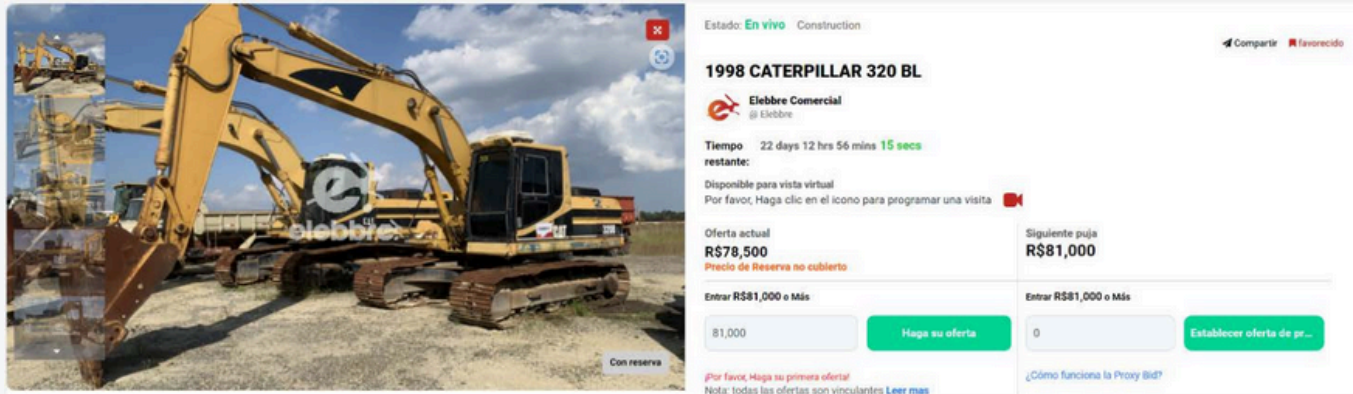 Estado: En vivo Construction
Compartir favorecido
1998 CATERPILLAR 320 BL
Elebbre Comercial
@ Elebbre
Tiempo restante: 22 days 12 hrs 56 mins 15 secs
Disponible para vista virtual
Por favor, Haga clic en el icono para programar una visita
Oferta actual
R$78,500
Precio de Reserva no cubierto
Siguiente puja
R$81,000
Entrar R$81,000 o Más
81,000
Haga su oferta
¡Por favor, Haga su primera oferta!
Nota: todas las ofertas son vinculantes Leer mas
Entrar R$81,000 o Más
0
Establecer oferta de pr...
¿Cómo funciona la Proxy Bid?
elebbre
CAT
Con reserva